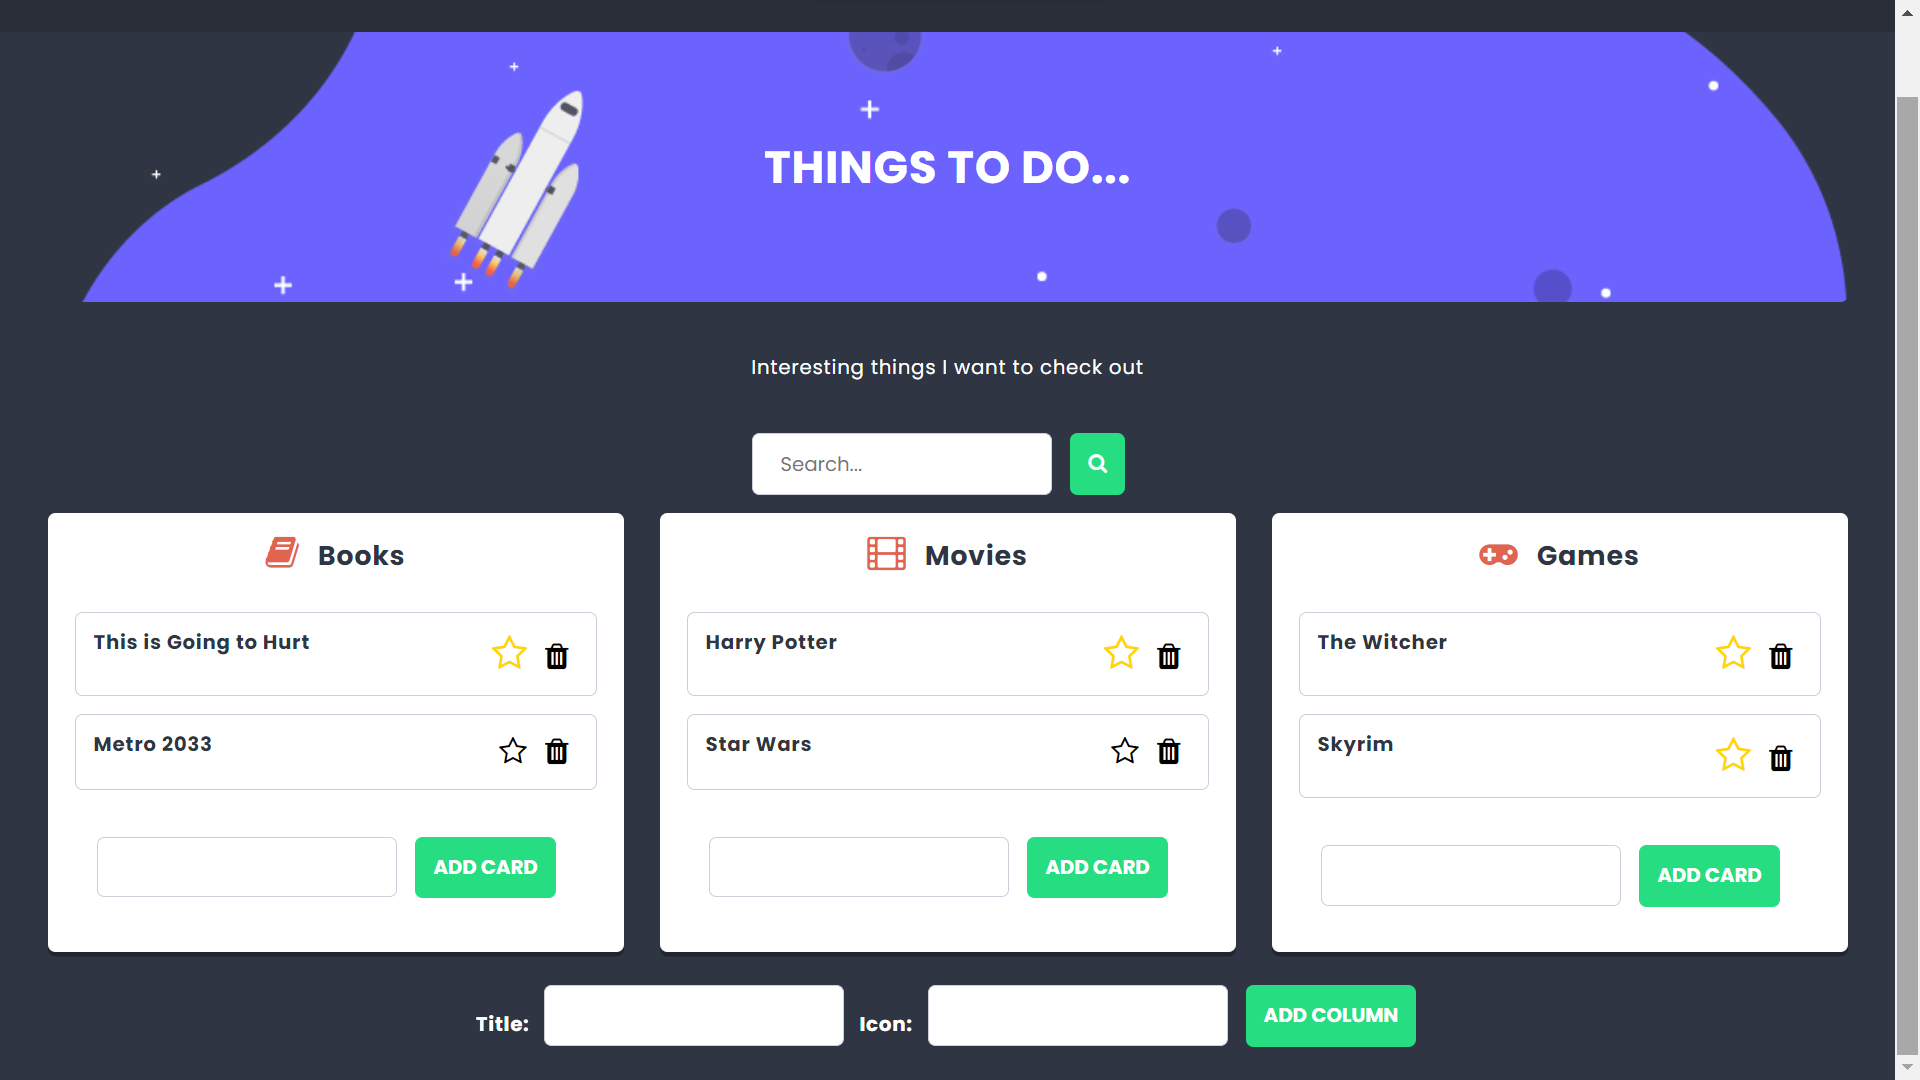 THINGS TO DO...
Interesting things I want to check out
Search...
Books
This is Going to Hurt
Metro 2033
ADD CARD
Movies
Harry Potter
Star Wars
ADD CARD
Games
The Witcher
Skyrim
ADD CARD
Title: Icon: ADD COLUMN